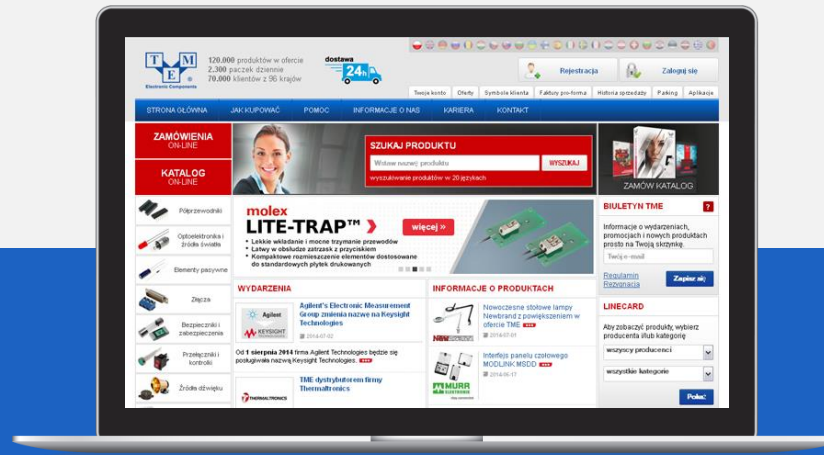 T M
E
Electronic Components
120.000 produktów w ofercie
2.300 paczek dziennie
70.000 klientów z 96 krajów
dostawa
24h
Rejestracja
Zaloguj się
Twoje konto
Oferty
Symbole klienta
Faktury pro-forma
Historia sprzedaży
Parking
Aplikacje
STRONA GŁÓWNA
JAK KUPOWAĆ
POMOC
INFORMACJE O NAS
KARIERA
KONTAKT
ZAMÓWIENIA
ON-LINE
KATALOG
ON-LINE
SZUKAJ PRODUKTU
Wstaw nazwę produktu
WYSZUKAJ
wyszukiwanie produktów w 20 językach
ZAMÓW KATALOG
Półprzewodniki
Optoelektronika i
źródła światła
Elementy pasywne
Złącza
Bezpieczniki i
zabezpieczenia
Przełączniki i
kontrolki
Źródła dźwięku
molex
LITE-TRAP™
więcej »
• Lekkie wkładanie i mocne trzymanie przewodów
• Łatwy w obsłudze zatrzask z przyciskiem
• Kompaktowe rozmieszczenie elementów dostosowane
do standardowych płytek drukowanych
WYDARZENIA
Agilent
KEYSIGHT
Agilent's Electronic Measurement
Group zmienia nazwę na Keysight
Technologies
2014-07-02
Od 1 sierpnia 2014 firma Agilent Technologies będzie się
posługiwała nazwą Keysight Technologies.
THERMALTRONICS
TME dystrybutorem firmy
Thermaltronics
INFORMACJE O PRODUKTACH
Nowoczesne stołowe lampy
Newbrand z powiększeniem w
ofercie TME
2014-07-01
Interfejs panelu czołowego
MODLINK MSDD
2014-06-17
MURR
ELEKTRONIK
BIULETYN TME
?
Informacje o wydarzeniach,
promocjach i nowych produktach
prosto na Twoją skrzynkę.
Twój e-mail
Regulamin
Rezygnacja
Zapisz się
LINECARD
Aby zobaczyć produkty, wybierz
producenta i/lub kategorię
wszyscy producenci
wszystkie kategorie
Pokaż